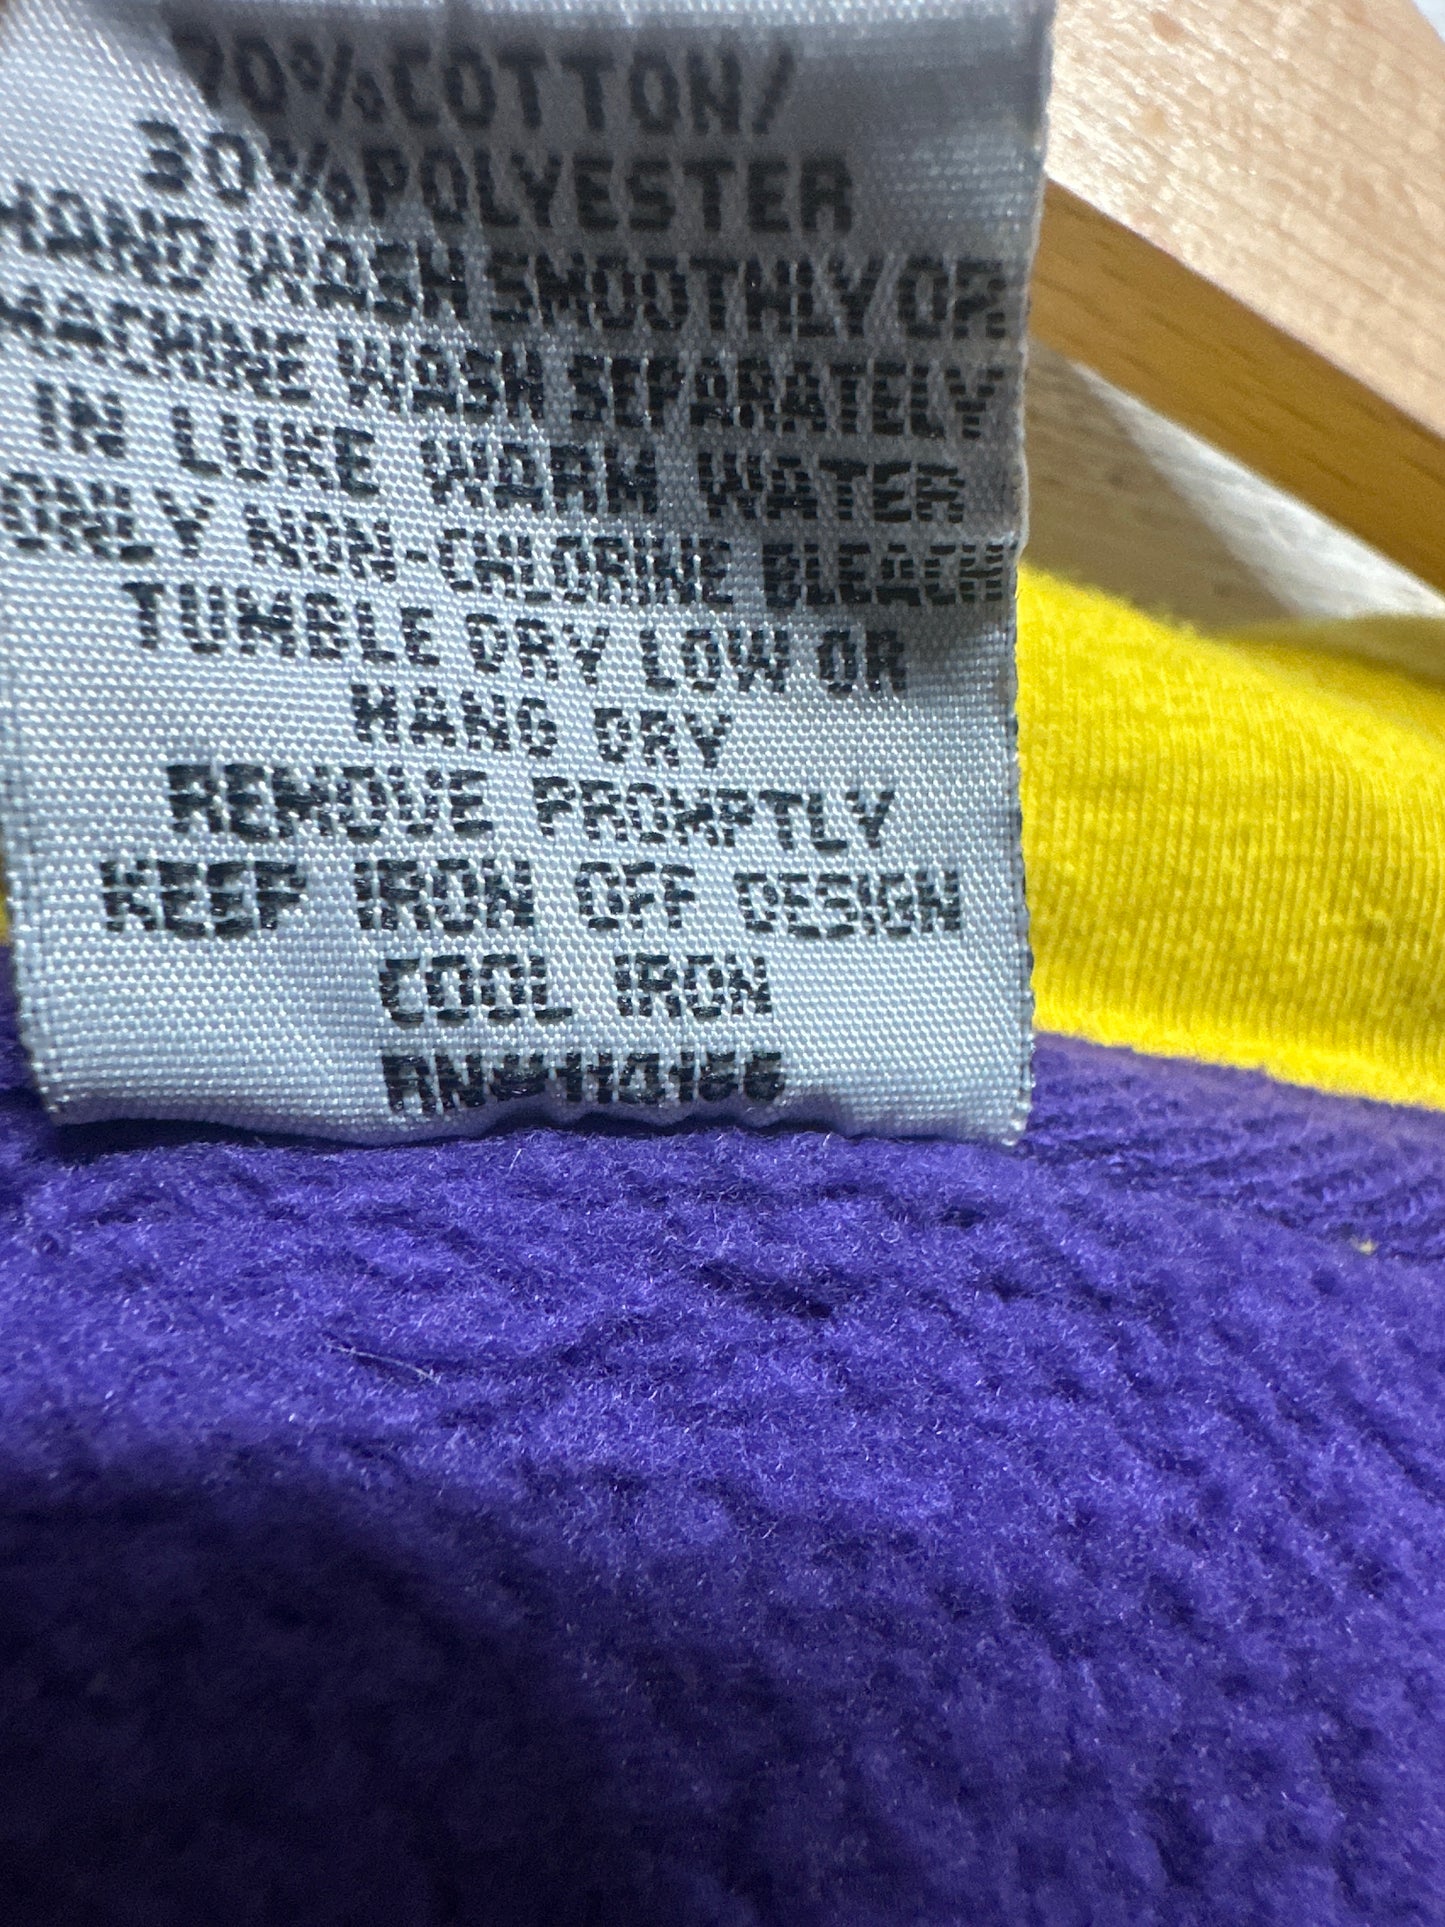 70%COTTON/
30%POLYESTER
HAND WASH SMOOTHLY OR
MACHINE WASH SEPARATELY
IN LUKE WARM WATER
ONLY NON-CHLORINE BLEACH
TUMBLE DRY LOW OR
HANG DRY
REMOVE PROMPTLY
KEEP IRON OFF DESIGN
COOL IRON